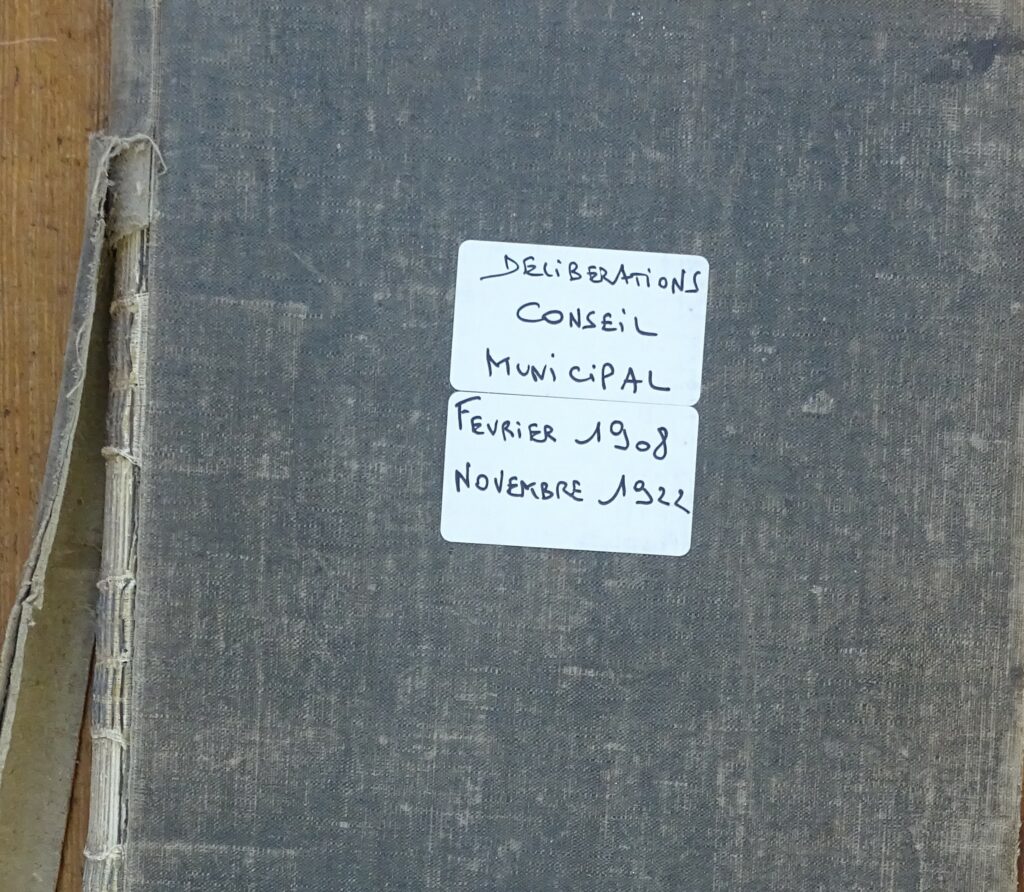 DELIBERATIONS
CONSEIL
MUNICIPAL
FEVRIER 1908
NOVEMBRE 1922